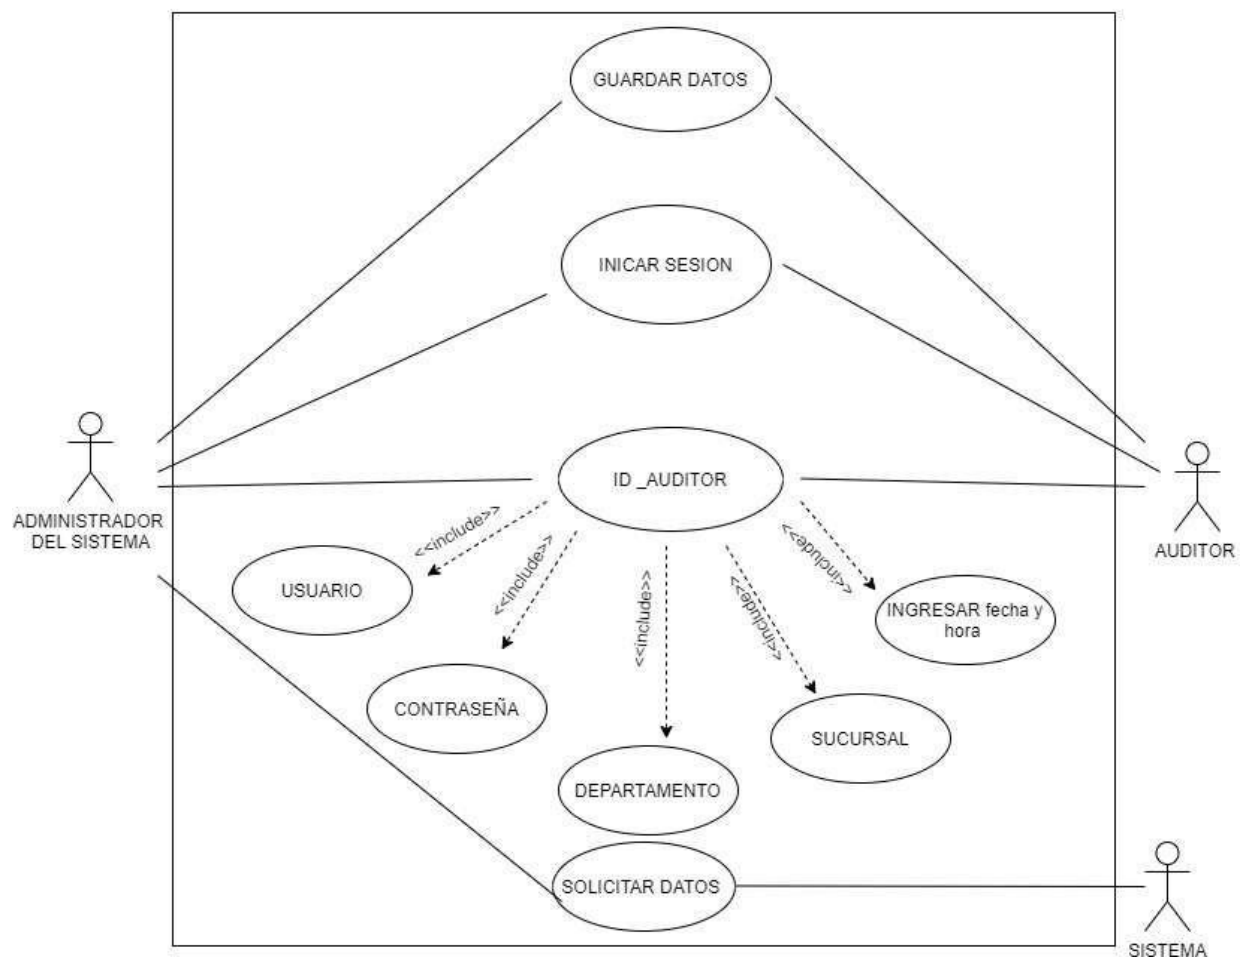 GUARDAR DATOS
INICAR SESION
ID _AUDITOR
ADMINISTRADOR
DEL SISTEMA
AUDITOR
<<include>>
<<include>>
<<include>>
<<include>>
<<include>>
USUARIO
INGRESAR fecha y
hora
CONTRASEÑA
SUCURSAL
DEPARTAMENTO
SOLICITAR DATOS
SISTEMA